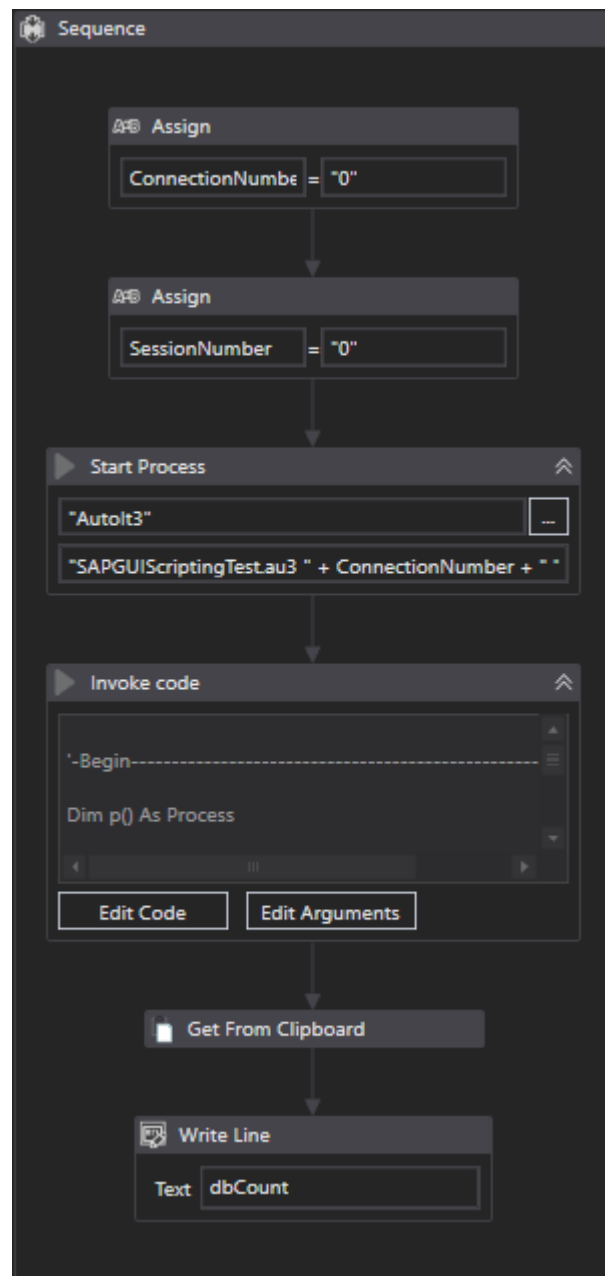 Sequence
Assign
ConnectionNumbe = "0"
Assign
SessionNumber = "0"
Start Process
"AutoIt3" ...
"SAPGUIScriptingTest.au3 " + ConnectionNumber + " "
Invoke code
'-Begin--------------------------------------------------
Dim p() As Process
Edit Code Edit Arguments
Get From Clipboard
Write Line
Text dbCount